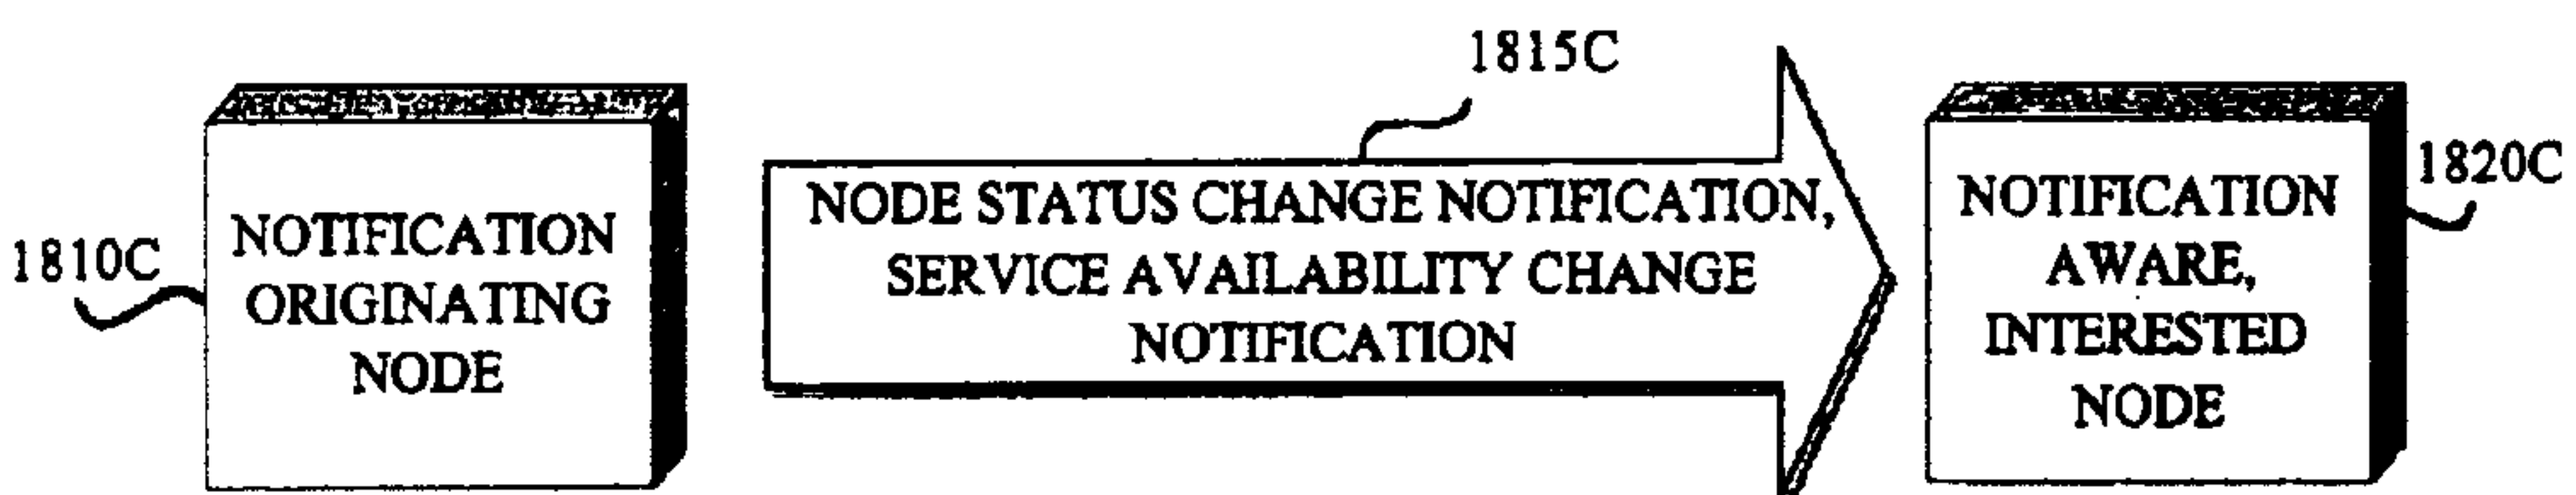 1815C
1810C
NOTIFICATION
ORIGINATING
NODE
NODE STATUS CHANGE NOTIFICATION,
SERVICE AVAILABILITY CHANGE
NOTIFICATION
NOTIFICATION
AWARE,
INTERESTED
NODE
1820C